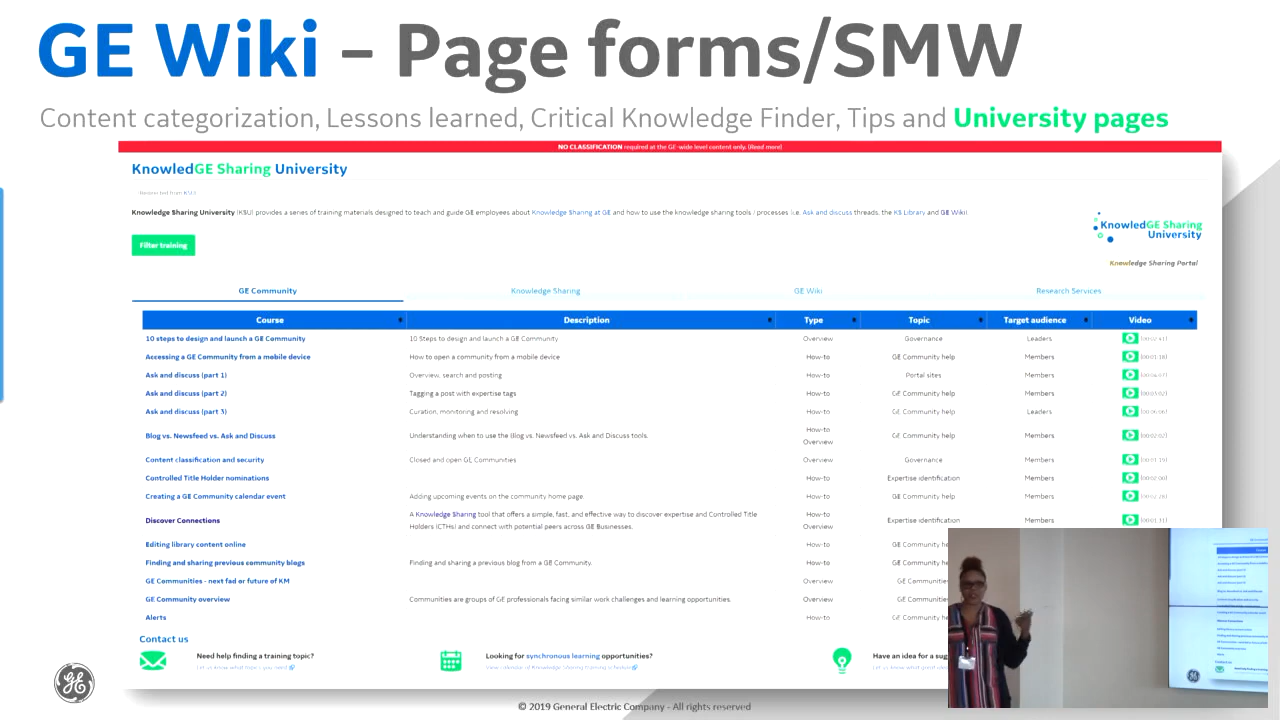 GE Wiki – Page forms/SMW
Content categorization, Lessons learned, Critical Knowledge Finder, Tips and University pages
NO CLASSIFICATION required at the GE-wide level content only. (Read more)
KnowledGE Sharing University
Knowledge Sharing University (KSU) provides a series of training materials designed to teach and guide GE employees about Knowledge Sharing at GE and how to use the knowledge sharing tools / processes i.e. Ask and discuss threads, the KS Library and GE Wiki!
KnowledGE Sharing
University
Filter training
Knowledge Sharing Portal
GE Community Knowledge Sharing GE Wiki Research Services
Course Description Type Topic Target audience Video
10 steps to design and launch a GE Community 10 Steps to design and launch a GE Community Overview Governance Leaders
Accessing a GE Community from a mobile device How to open a community from a mobile device How-to GE Community help Members
Ask and discuss (part 1) Overview, search and posting How-to Portal sites Members
Ask and discuss (part 2) Tagging a post with expertise tags How-to GE Community help Members
Ask and discuss (part 3) Curation, monitoring and resolving How-to GE Community help Leaders
Blog vs. Newsfeed vs. Ask and Discuss Understanding when to use the Blog vs. Newsfeed vs. Ask and Discuss tools. How-to Overview GE Community help Members
Content classification and security Closed and open GE Communities Overview Governance Members
Controlled Title Holder nominations How-to Expertise identification Members
Creating a GE Community calendar event Adding upcoming events on the community home page. How-to GE Community help Members
Discover Connections A Knowledge Sharing tool that offers a simple, fast, and effective way to discover expertise and Controlled Title Holders (CTHs) and connect with potential peers across GE Businesses. How-to Overview Expertise identification Members
Editing library content online How-to GE Community
Finding and sharing previous community blogs Finding and sharing a previous blog from a GE Community. How-to GE Community
GE Communities - next fad or future of KM Overview GE Communities
GE Community overview Communities are groups of GE professionals facing similar work challenges and learning opportunities. Overview GE Communities
Alerts How-to GE Community
Contact us
Need help finding a training topic? Looking for synchronous learning opportunities? Have an idea for a
© 2019 General Electric Company - All rights reserved